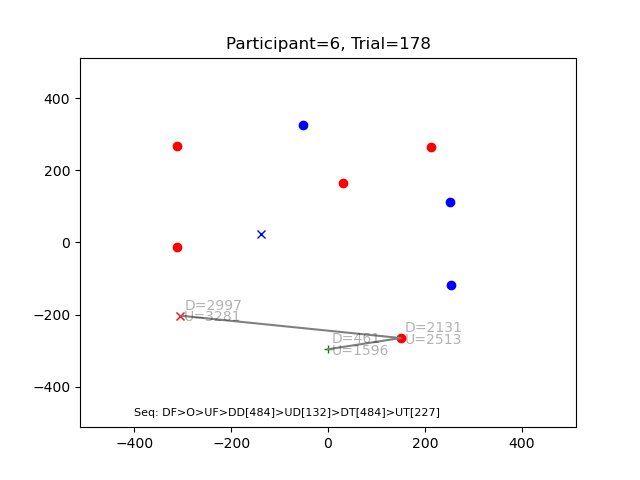 Participant=6, Trial=178
400
200
0
−200
−400
D=2997
U=3281
D=2131
U=2513
D=461
U=1596
Seq: DF>O>UF>DD[484]>UD[132]>DT[484]>UT[227]
−400
−200
0
200
400